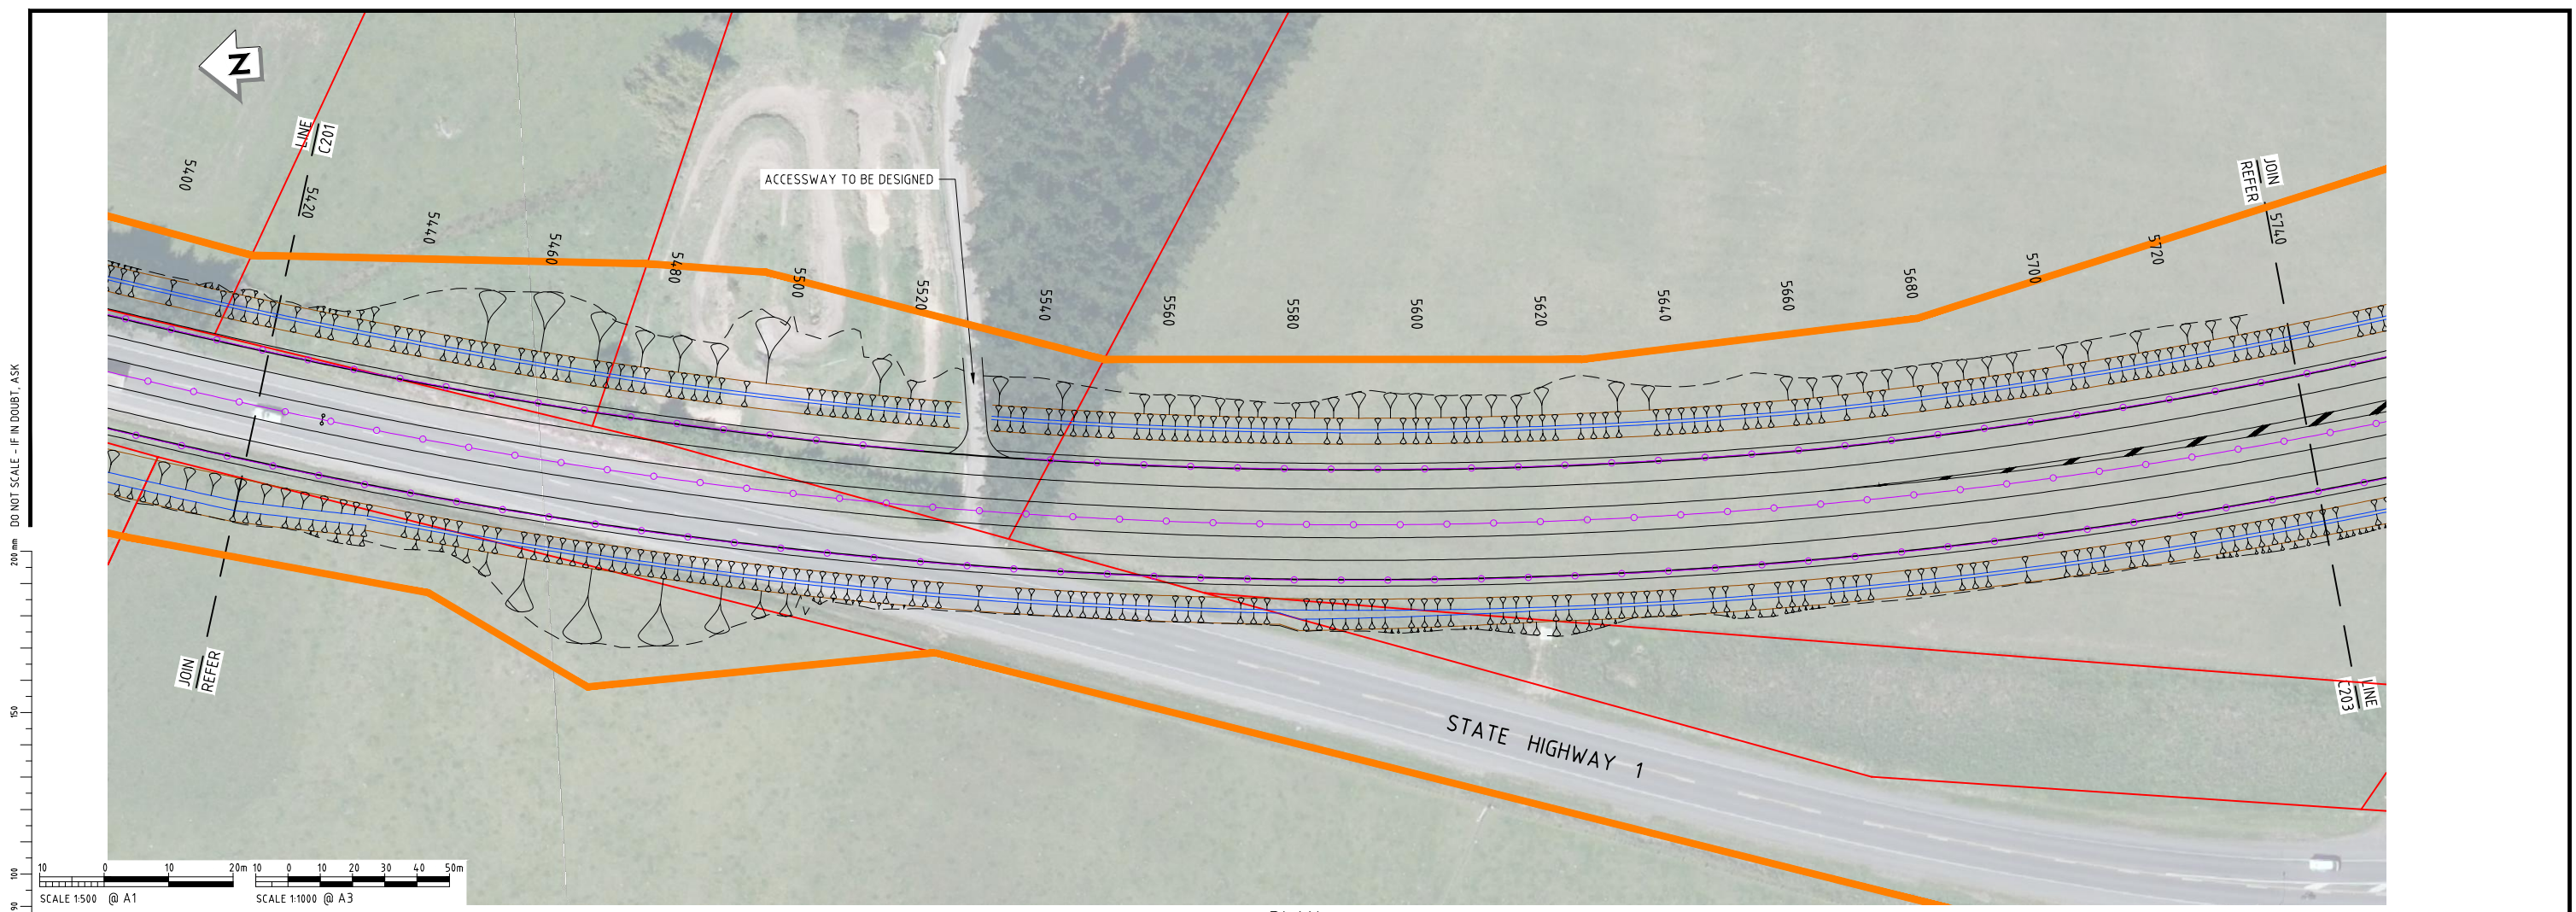 N
LINE
C201
JOIN
REFER
ACCESSWAY TO BE DESIGNED
5400
5420
5440
5460
5480
5500
5520
5540
5560
5580
5600
5620
5640
5660
5680
5700
5720
5740
DO NOT SCALE - IF IN DOUBT, ASK
200 mm
150
100
90
JOIN
REFER
LINE
C203
STATE HIGHWAY 1
10 0 10 20m
SCALE 1:500 @ A1
10 0 10 20 30 40 50m
SCALE 1:1000 @ A3